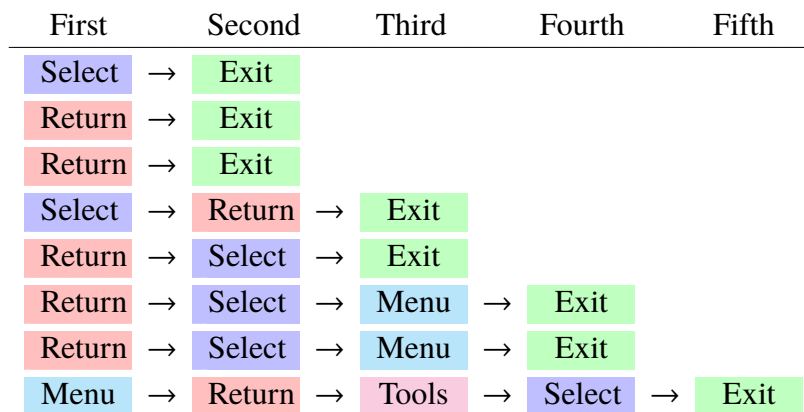 First Second Third Fourth Fifth
Select → Exit
Return → Exit
Return → Exit
Select → Return → Exit
Return → Select → Exit
Return → Select → Menu → Exit
Return → Select → Menu → Exit
Menu → Return → Tools → Select → Exit